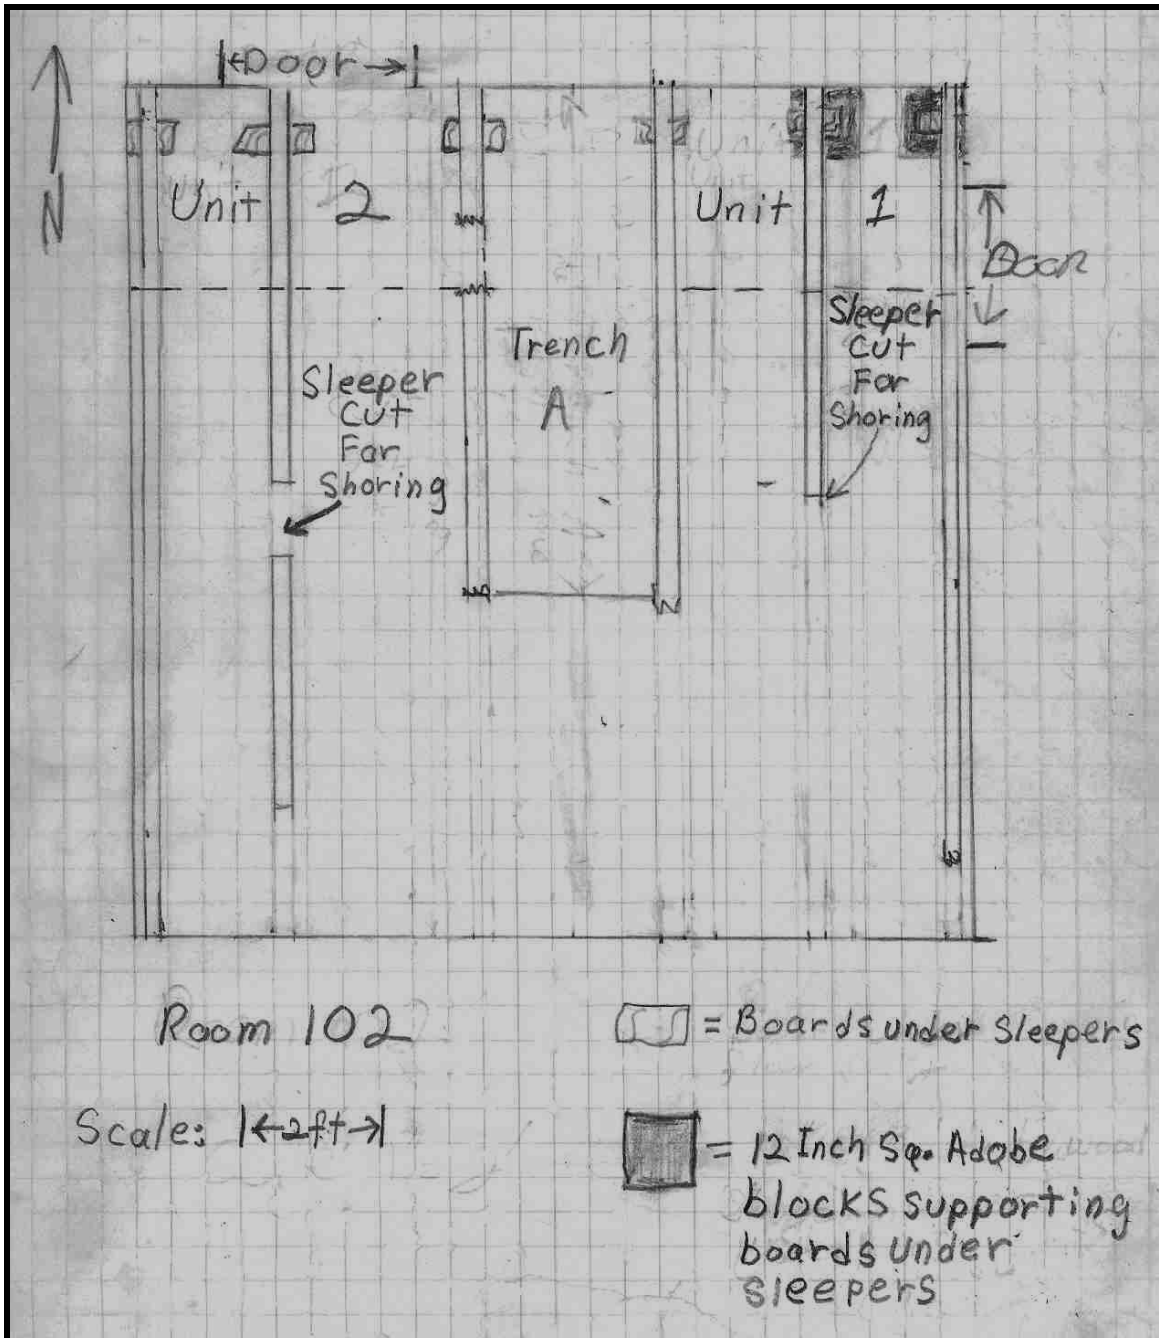 |←Door→|
N
Unit 2
Unit 1
Door
Sleeper
Cut
For
Shoring
Trench
A
Sleeper
Cut
For
Shoring
Room 102
= Boards under Sleepers
Scale: |←2ft→|
= 12 Inch Sq. Adobe
blocks supporting
boards under
sleepers